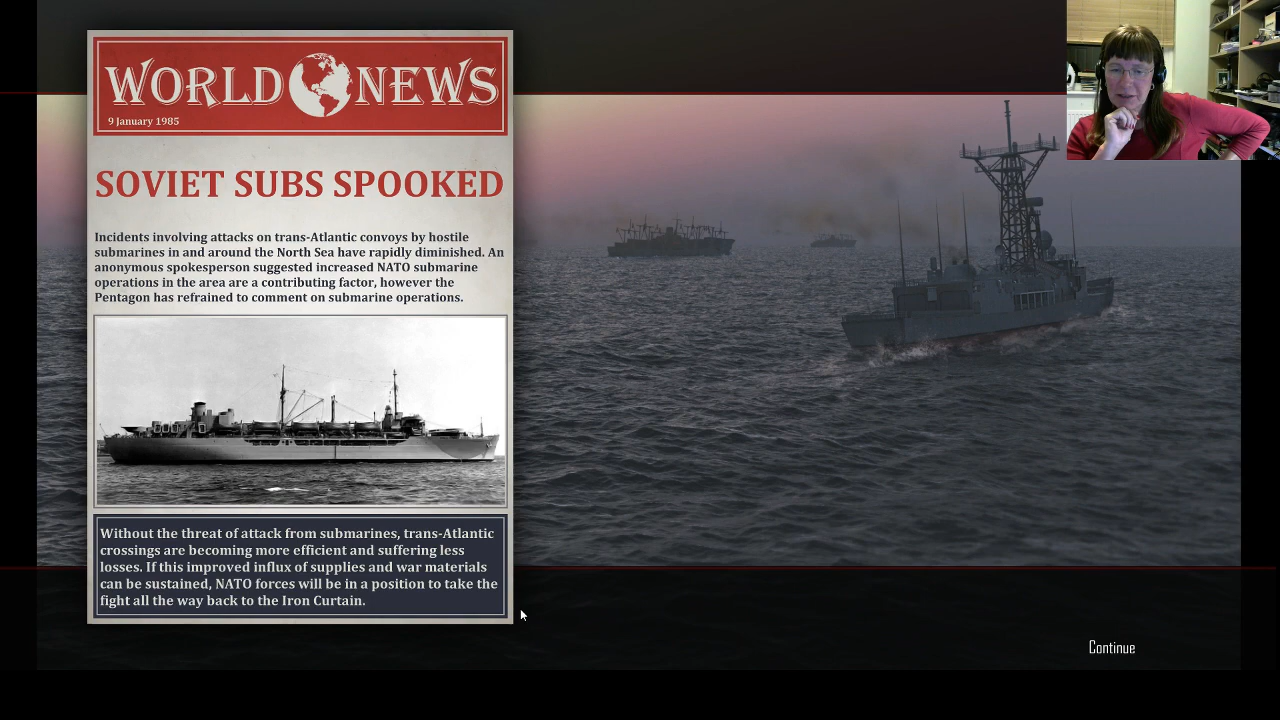 WORLD NEWS
9 January 1985
SOVIET SUBS SPOOKED
Incidents involving attacks on trans-Atlantic convoys by hostile
submarines in and around the North Sea have rapidly diminished. An
anonymous spokesperson suggested increased NATO submarine
operations in the area are a contributing factor, however the
Pentagon has refrained to comment on submarine operations.
Without the threat of attack from submarines, trans-Atlantic
crossings are becoming more efficient and suffering less
losses. If this improved influx of supplies and war materials
can be sustained, NATO forces will be in a position to take the
fight all the way back to the Iron Curtain.
Continue